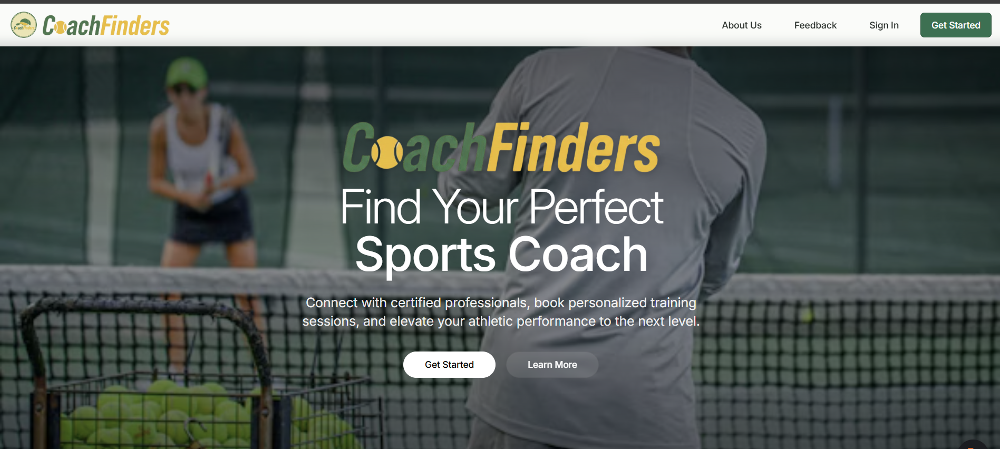 CoachFinders
CoachFinders
About Us
Feedback
Sign In
Get Started
CoachFinders
Find Your Perfect
Sports Coach
Connect with certified professionals, book personalized training
sessions, and elevate your athletic performance to the next level.
Get Started
Learn More